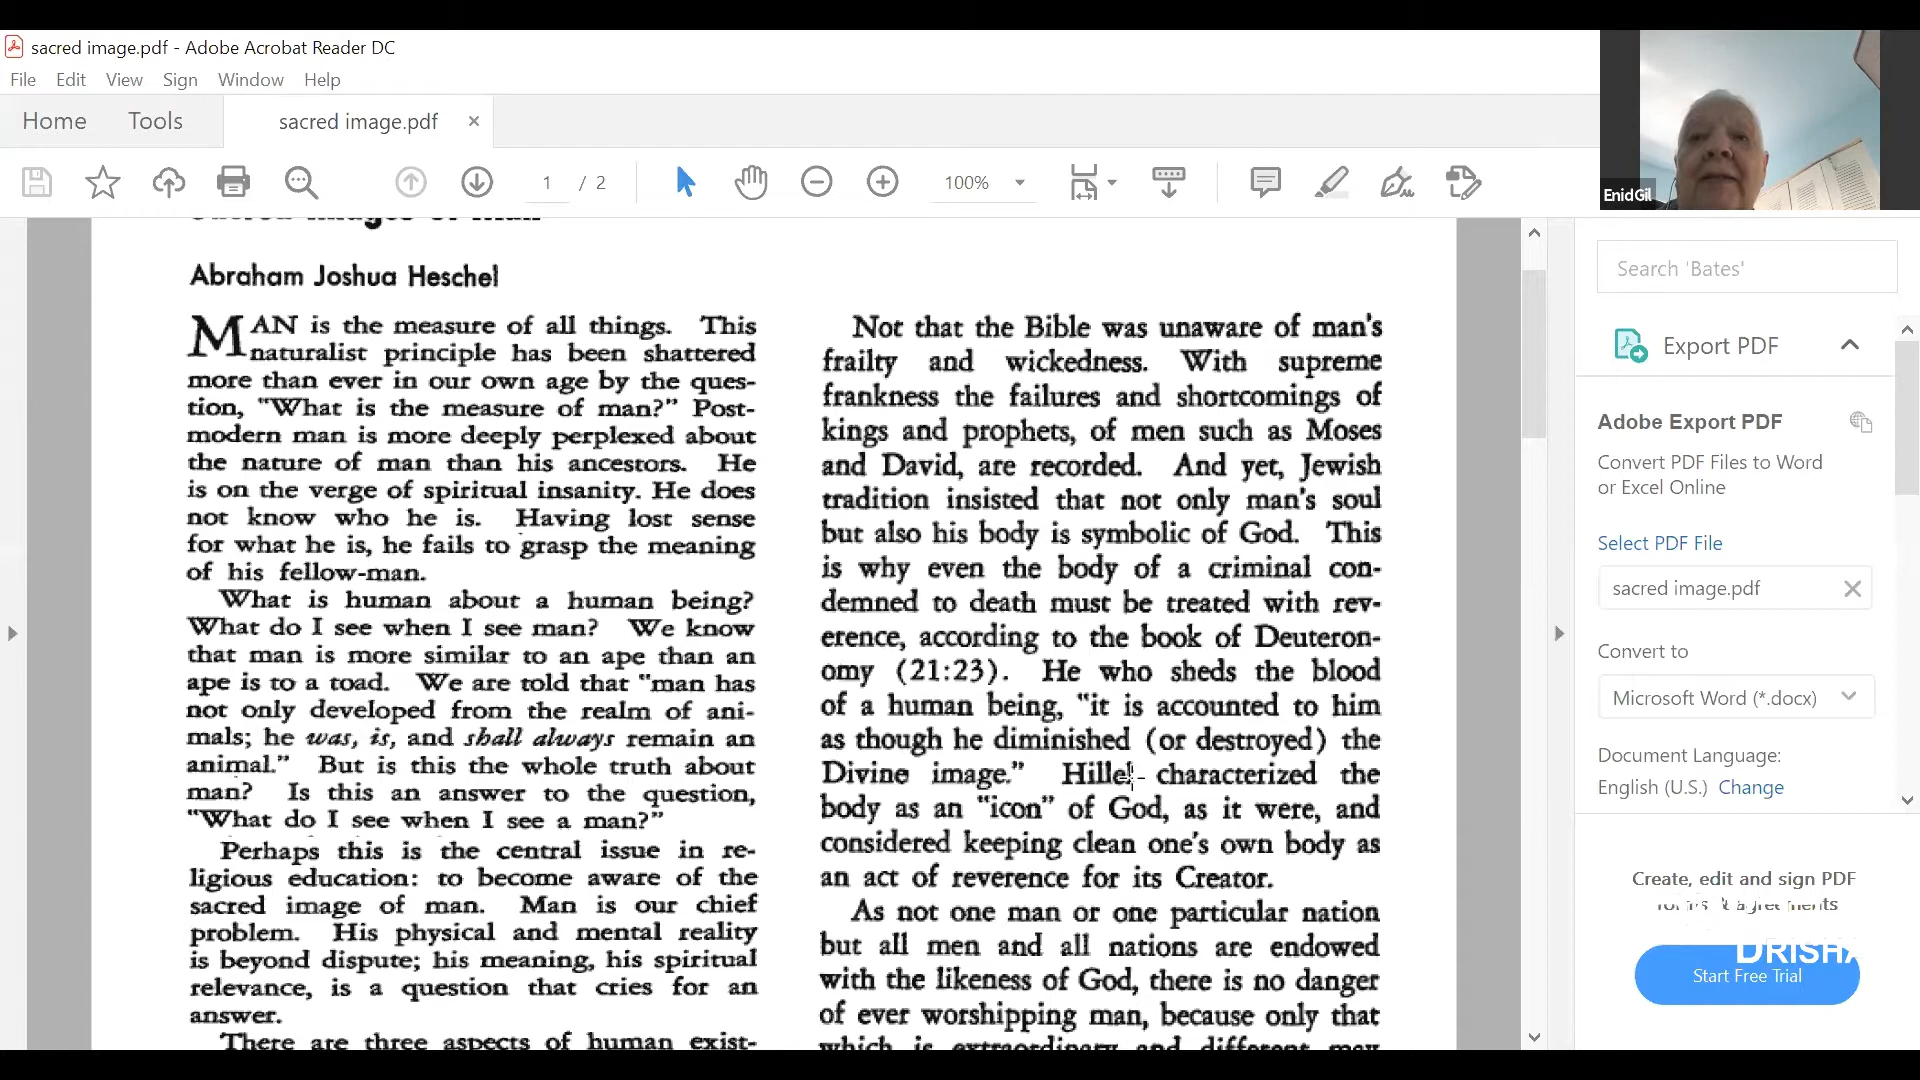 sacred image.pdf - Adobe Acrobat Reader DC
File Edit View Sign Window Help
Home Tools sacred image.pdf
1 / 2 100%
EnidGil
Sacred Images of Man
Abraham Joshua Heschel
MAN is the measure of all things. This
naturalist principle has been shattered
more than ever in our own age by the ques-
tion, "What is the measure of man?" Post-
modern man is more deeply perplexed about
the nature of man than his ancestors. He
is on the verge of spiritual insanity. He does
not know who he is. Having lost sense
for what he is, he fails to grasp the meaning
of his fellow-man.
What is human about a human being?
What do I see when I see man? We know
that man is more similar to an ape than an
ape is to a toad. We are told that "man has
not only developed from the realm of ani-
mals; he was, is, and shall always remain an
animal." But is this the whole truth about
man? Is this an answer to the question,
"What do I see when I see a man?"
Perhaps this is the central issue in re-
ligious education: to become aware of the
sacred image of man. Man is our chief
problem. His physical and mental reality
is beyond dispute; his meaning, his spiritual
relevance, is a question that cries for an
answer.
There are three aspects of human exist-
Not that the Bible was unaware of man's
frailty and wickedness. With supreme
frankness the failures and shortcomings of
kings and prophets, of men such as Moses
and David, are recorded. And yet, Jewish
tradition insisted that not only man's soul
but also his body is symbolic of God. This
is why even the body of a criminal con-
demned to death must be treated with rev-
erence, according to the book of Deuteron-
omy (21:23). He who sheds the blood
of a human being, "it is accounted to him
as though he diminished (or destroyed) the
Divine image." Hillel characterized the
body as an "icon" of God, as it were, and
considered keeping clean one's own body as
an act of reverence for its Creator.
As not one man or one particular nation
but all men and all nations are endowed
with the likeness of God, there is no danger
of ever worshipping man, because only that
which is extraordinary and different may
Search 'Bates'
Export PDF
Adobe Export PDF
Convert PDF Files to Word
or Excel Online
Select PDF File
sacred image.pdf
Convert to
Microsoft Word (*.docx)
Document Language:
English (U.S.) Change
Create, edit and sign PDF
DRISHA
Start Free Trial